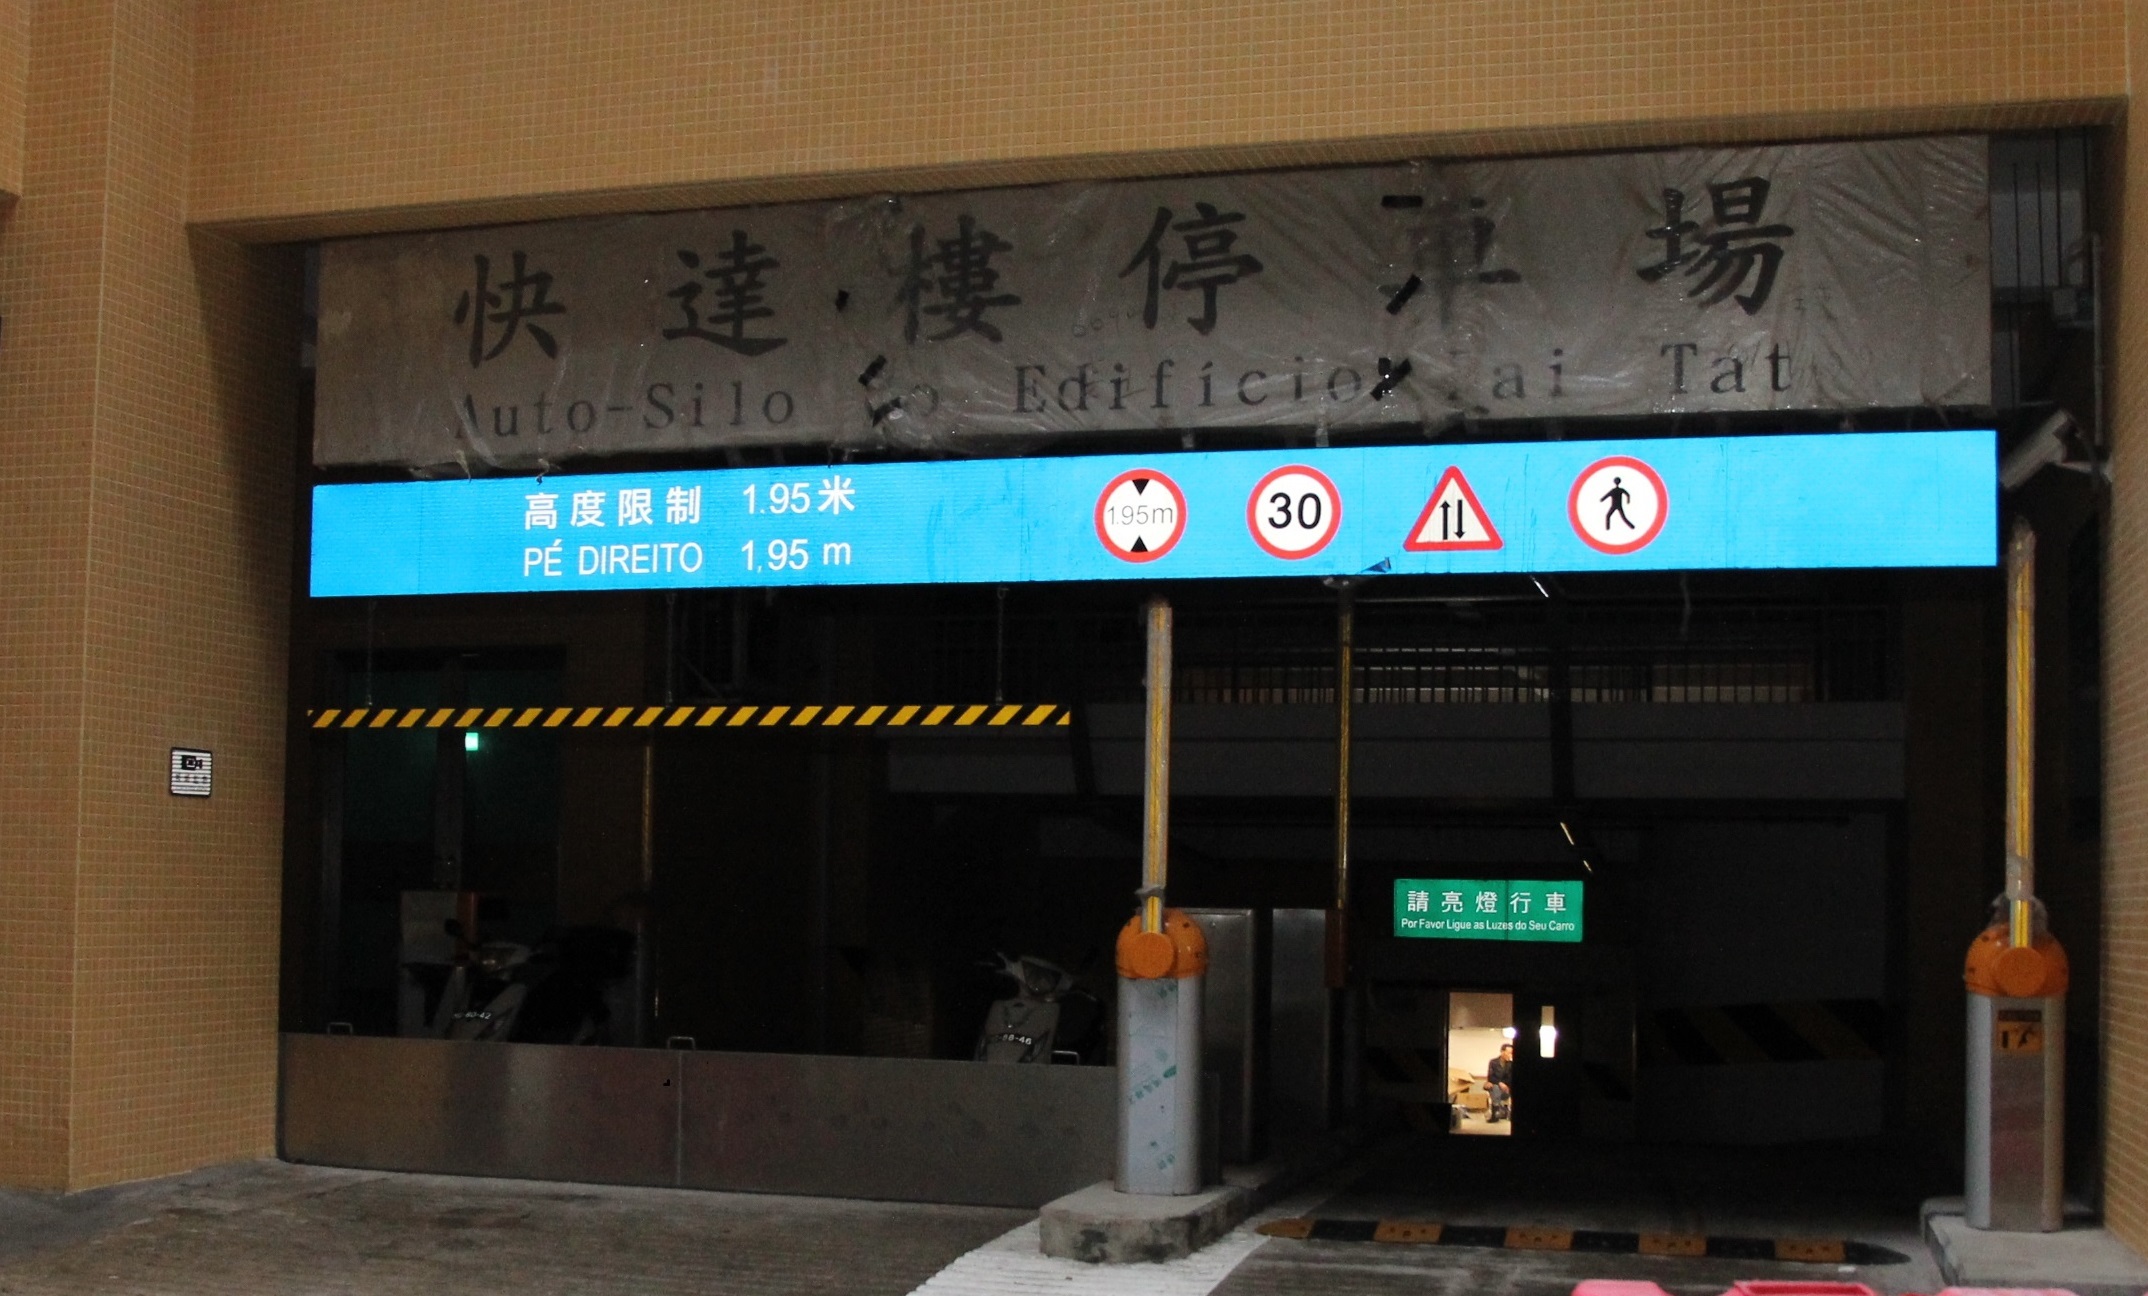 快達樓停車場
Auto-Silo do Edifício Fai Tat
高度限制 1.95米
PÉ DIREITO 1,95 m
1.95m
30
請亮燈行車
Por Favor Ligue as Luzes do Seu Carro